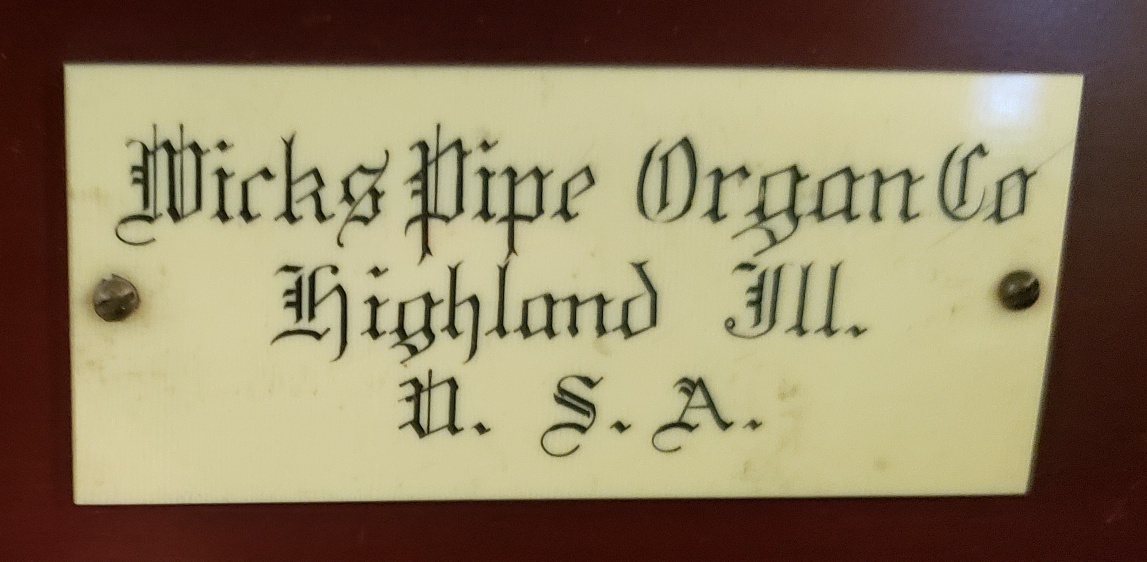 Wicks Pipe Organ Co
Highland Ill.
U. S. A.